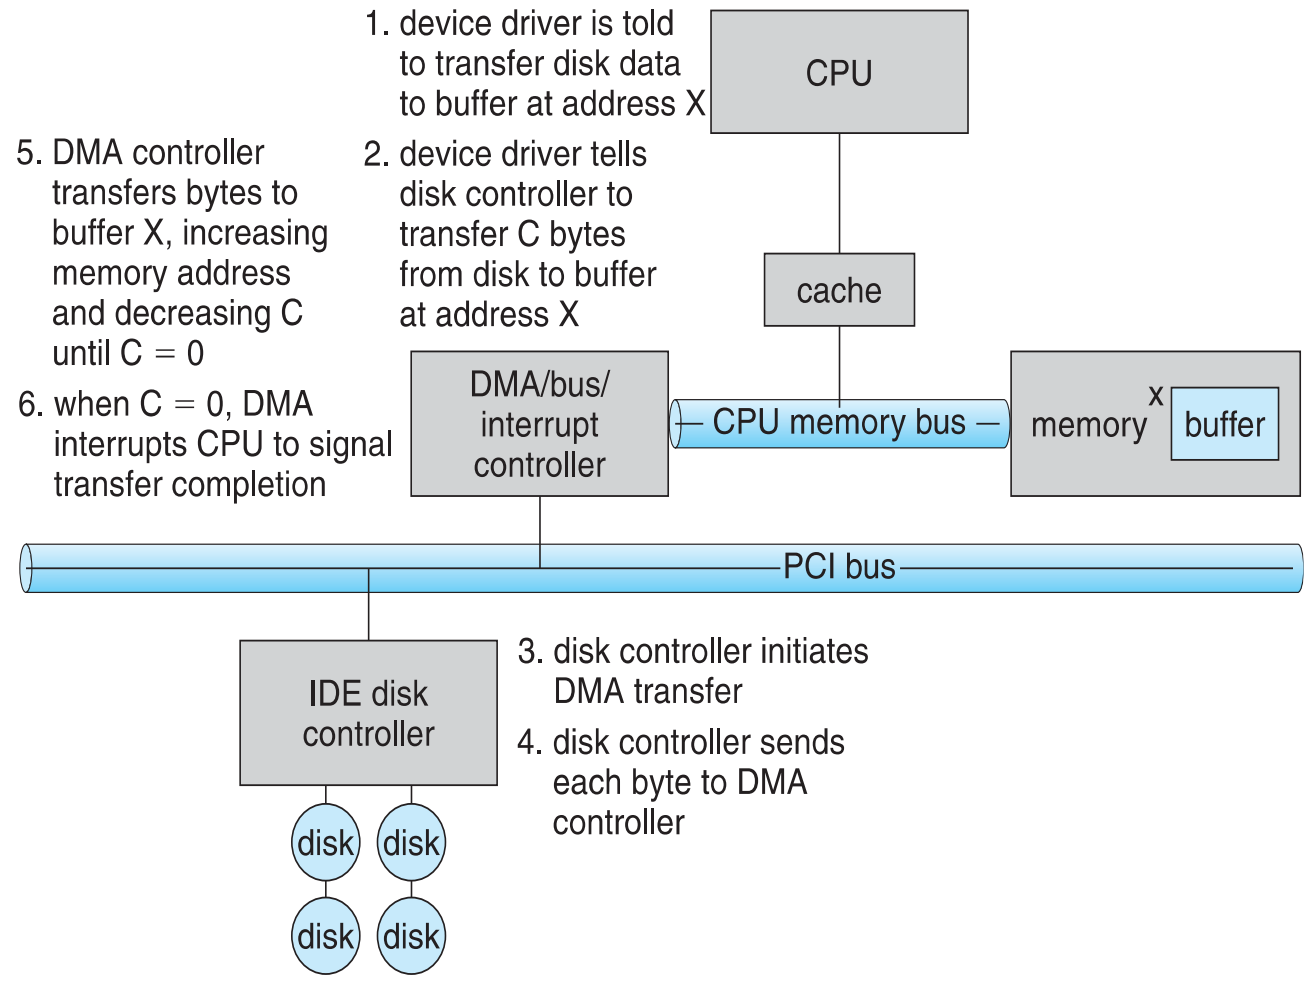 1. device driver is told
to transfer disk data
to buffer at address X
CPU
5. DMA controller
transfers bytes to
buffer X, increasing
memory address
and decreasing C
until C = 0
2. device driver tells
disk controller to
transfer C bytes
from disk to buffer
at address X
cache
6. when C = 0, DMA
interrupts CPU to signal
transfer completion
DMA/bus/
interrupt
controller
CPU memory bus
memory
x
buffer
PCI bus
IDE disk
controller
3. disk controller initiates
DMA transfer
4. disk controller sends
each byte to DMA
controller
disk
disk
disk
disk